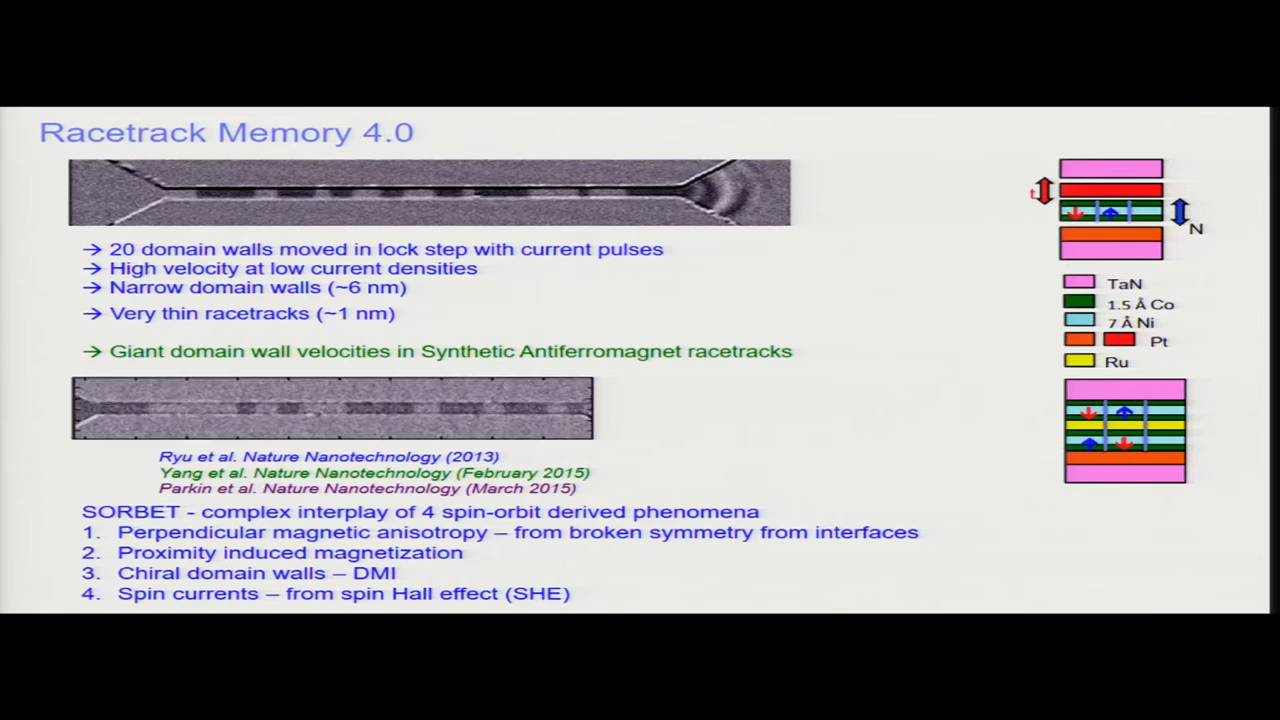 Racetrack Memory 4.0
→ 20 domain walls moved in lock step with current pulses
→ High velocity at low current densities
→ Narrow domain walls (~6 nm)
→ Very thin racetracks (~1 nm)
→ Giant domain wall velocities in Synthetic Antiferromagnet racetracks
Ryu et al. Nature Nanotechnology (2013)
Yang et al. Nature Nanotechnology (February 2015)
Parkin et al. Nature Nanotechnology (March 2015)
SORBET - complex interplay of 4 spin-orbit derived phenomena
1. Perpendicular magnetic anisotropy – from broken symmetry from interfaces
2. Proximity induced magnetization
3. Chiral domain walls – DMI
4. Spin currents – from spin Hall effect (SHE)
t
N
TaN
1.5 Å Co
7 Å Ni
Pt
Ru